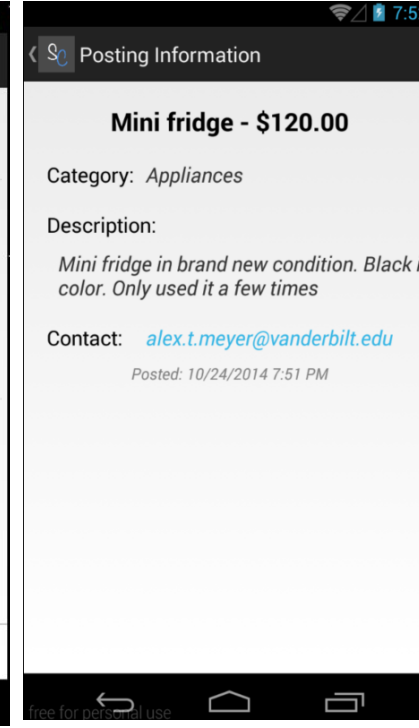 7:5
SC Posting Information
Mini fridge - $120.00
Category: Appliances
Description:
Mini fridge in brand new condition. Black
color. Only used it a few times
Contact: alex.t.meyer@vanderbilt.edu
Posted: 10/24/2014 7:51 PM
free for personal use